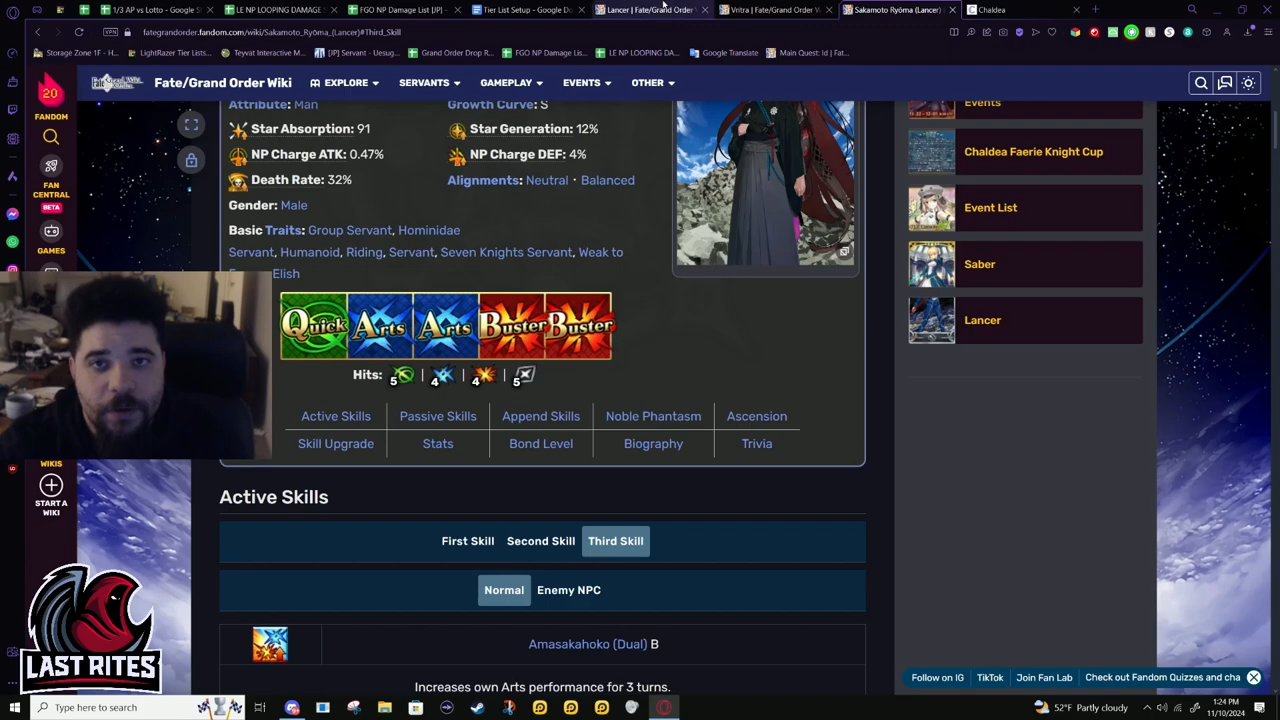 1/3 AP vs Lotto - Google S
LE NP LOOPING DAMAGE S
FGO NP Damage List [JP] -
Tier List Setup - Google Do
Lancer | Fate/Grand Order W
Vritra | Fate/Grand Order W
Sakamoto Ryōma (Lancer) |
Chaldea
VPN
fategrandorder.fandom.com/wiki/Sakamoto_Ryōma_(Lancer)#Third_Skill
Storage Zone 1F - H...
LightRazer Tier Lists...
Teyvat Interactive M...
[JP] Servant - Uesug...
Grand Order Drop R...
FGO NP Damage Lis...
LE NP LOOPING DA...
Google Translate
Main Quest: Id | Fat...
20
FANDOM
Fate/Grand Order Wiki
EXPLORE
SERVANTS
GAMEPLAY
EVENTS
OTHER
FAN
CENTRAL
BETA
GAMES
WIKIS
START A
WIKI
Attribute: Man
Growth Curve: S
Star Absorption: 91
Star Generation: 12%
NP Charge ATK: 0.47%
NP Charge DEF: 4%
Death Rate: 32%
Alignments: Neutral · Balanced
Gender: Male
Basic Traits: Group Servant, Hominidae
Servant, Humanoid, Riding, Servant, Seven Knights Servant, Weak to
Elish
Quick
Arts
Arts
Buster
Buster
Hits: 5 | 4 | 4 | 5
Active Skills
Passive Skills
Append Skills
Noble Phantasm
Ascension
Skill Upgrade
Stats
Bond Level
Biography
Trivia
Active Skills
First Skill
Second Skill
Third Skill
Normal
Enemy NPC
Amasakahoko (Dual) B
Increases own Arts performance for 3 turns.
Events
Chaldea Faerie Knight Cup
Event List
Saber
Lancer
Follow on IG
TikTok
Join Fan Lab
Check out Fandom Quizzes and cha
LAST RITES
Type here to search
52°F Partly cloudy
1:24 PM
11/10/2024